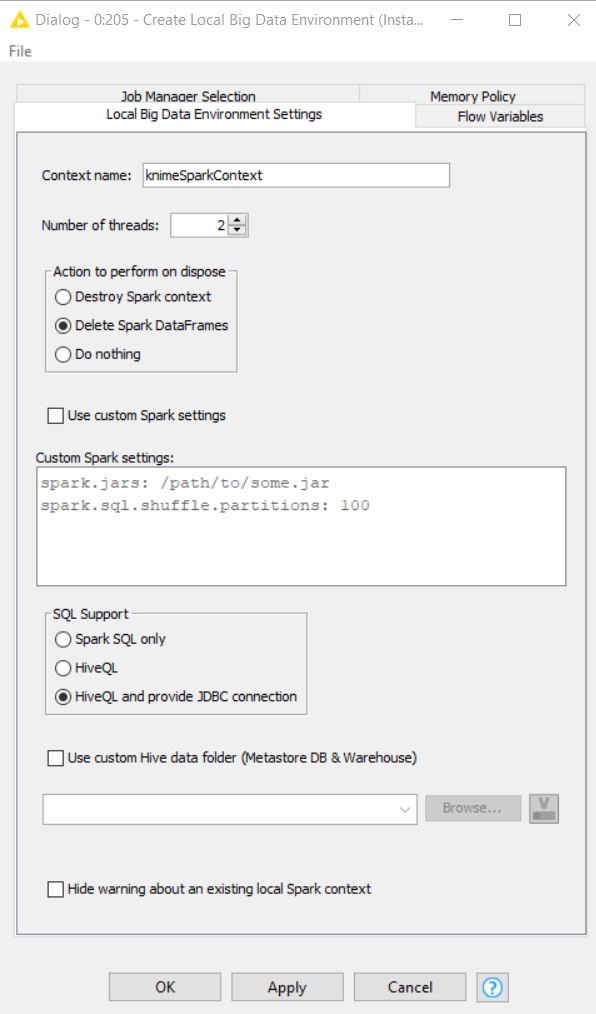 Dialog - 0:205 - Create Local Big Data Environment (Insta...
File
Job Manager Selection
Memory Policy
Local Big Data Environment Settings
Flow Variables
Context name: knimeSparkContext
Number of threads: 2
Action to perform on dispose
Destroy Spark context
Delete Spark DataFrames
Do nothing
Use custom Spark settings
Custom Spark settings:
spark.jars: /path/to/some.jar
spark.sql.shuffle.partitions: 100
SQL Support
Spark SQL only
HiveQL
HiveQL and provide JDBC connection
Use custom Hive data folder (Metastore DB & Warehouse)
Browse...
V
Hide warning about an existing local Spark context
OK
Apply
Cancel
?